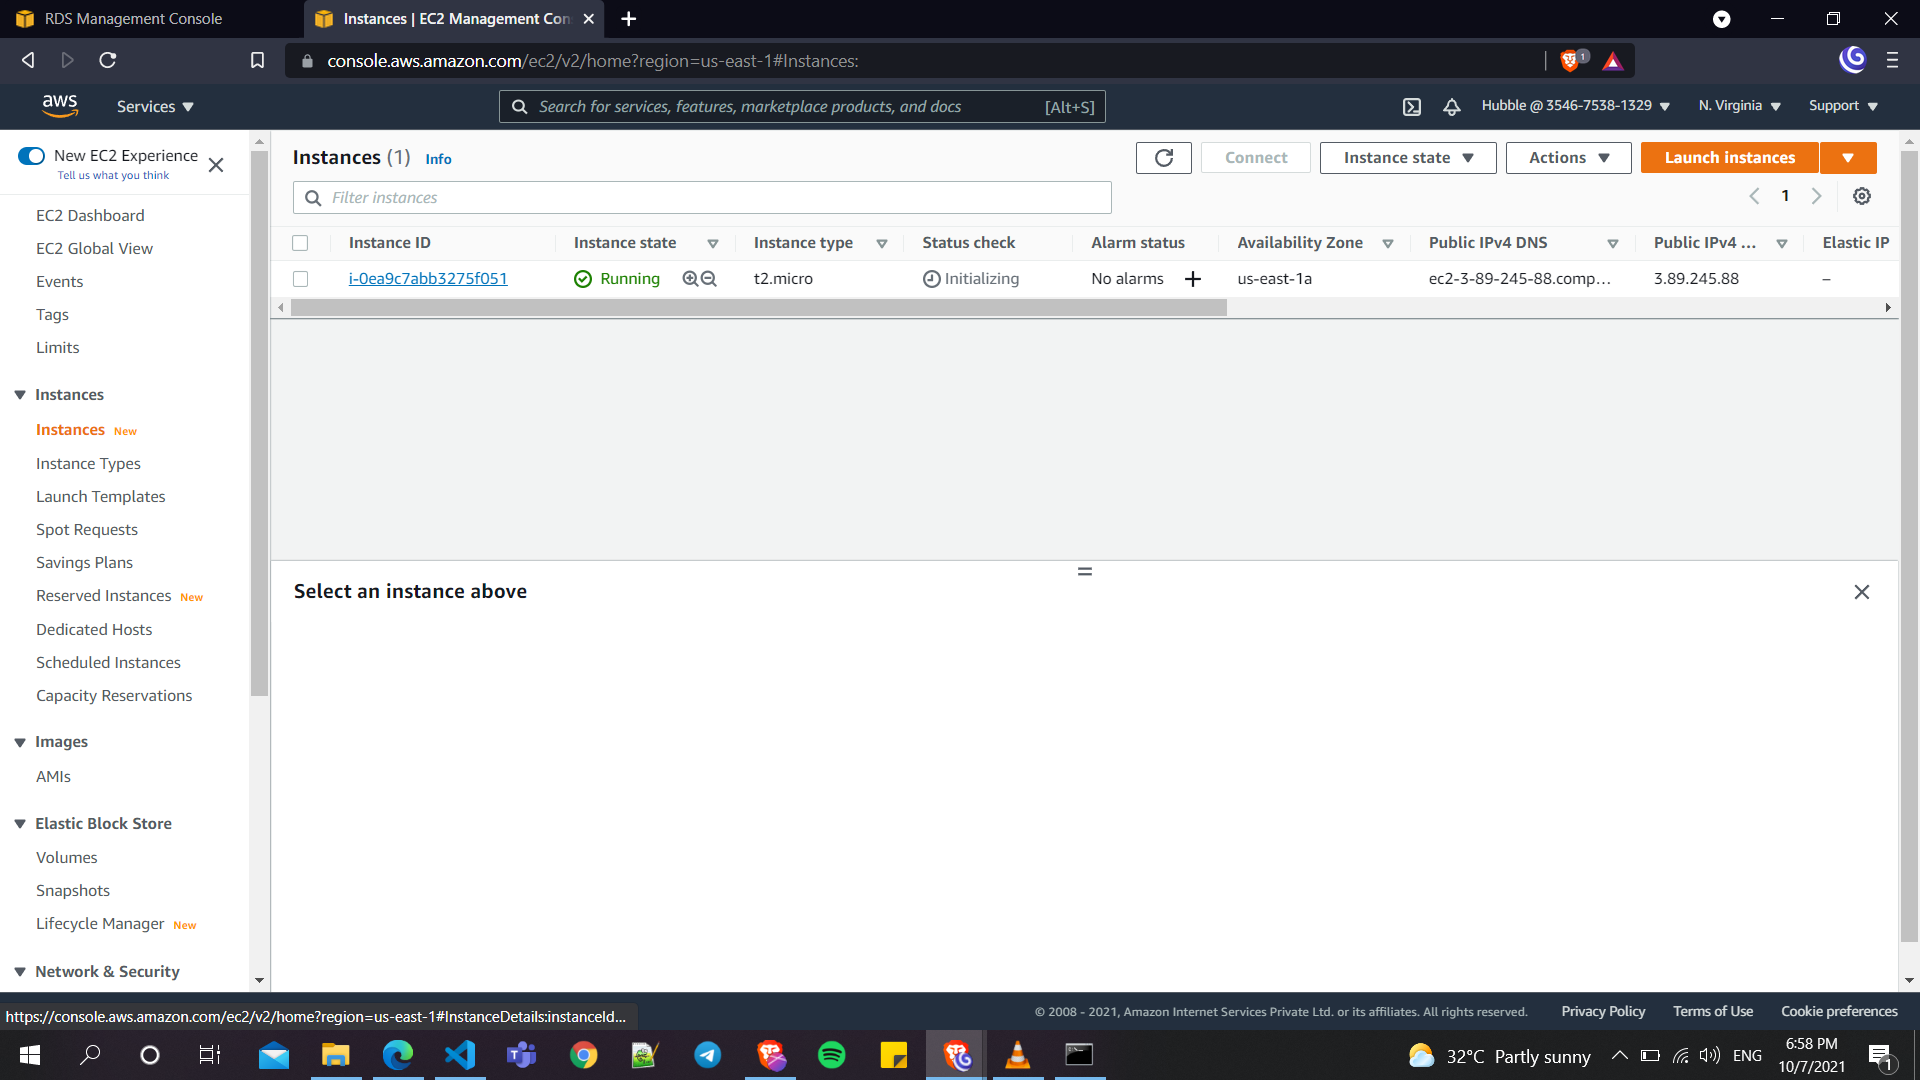 RDS Management Console
Instances | EC2 Management Con
console.aws.amazon.com/ec2/v2/home?region=us-east-1#Instances:
1
aws
Services
Search for services, features, marketplace products, and docs
[Alt+S]
Hubble @ 3546-7538-1329
N. Virginia
Support
New EC2 Experience
Tell us what you think
EC2 Dashboard
EC2 Global View
Events
Tags
Limits
Instances
Instances New
Instance Types
Launch Templates
Spot Requests
Savings Plans
Reserved Instances New
Dedicated Hosts
Scheduled Instances
Capacity Reservations
Images
AMIs
Elastic Block Store
Volumes
Snapshots
Lifecycle Manager New
Network & Security
Instances (1) Info
Connect
Instance state
Actions
Launch instances
Filter instances
1
Instance ID Instance state Instance type Status check Alarm status Availability Zone Public IPv4 DNS Public IPv4 ... Elastic IP
i-0ea9c7abb3275f051 Running t2.micro Initializing No alarms + us-east-1a ec2-3-89-245-88.comp... 3.89.245.88 –
Select an instance above
https://console.aws.amazon.com/ec2/v2/home?region=us-east-1#InstanceDetails:instanceId...
© 2008 - 2021, Amazon Internet Services Private Ltd. or its affiliates. All rights reserved.
Privacy Policy
Terms of Use
Cookie preferences
32°C Partly sunny
ENG
6:58 PM
10/7/2021
1